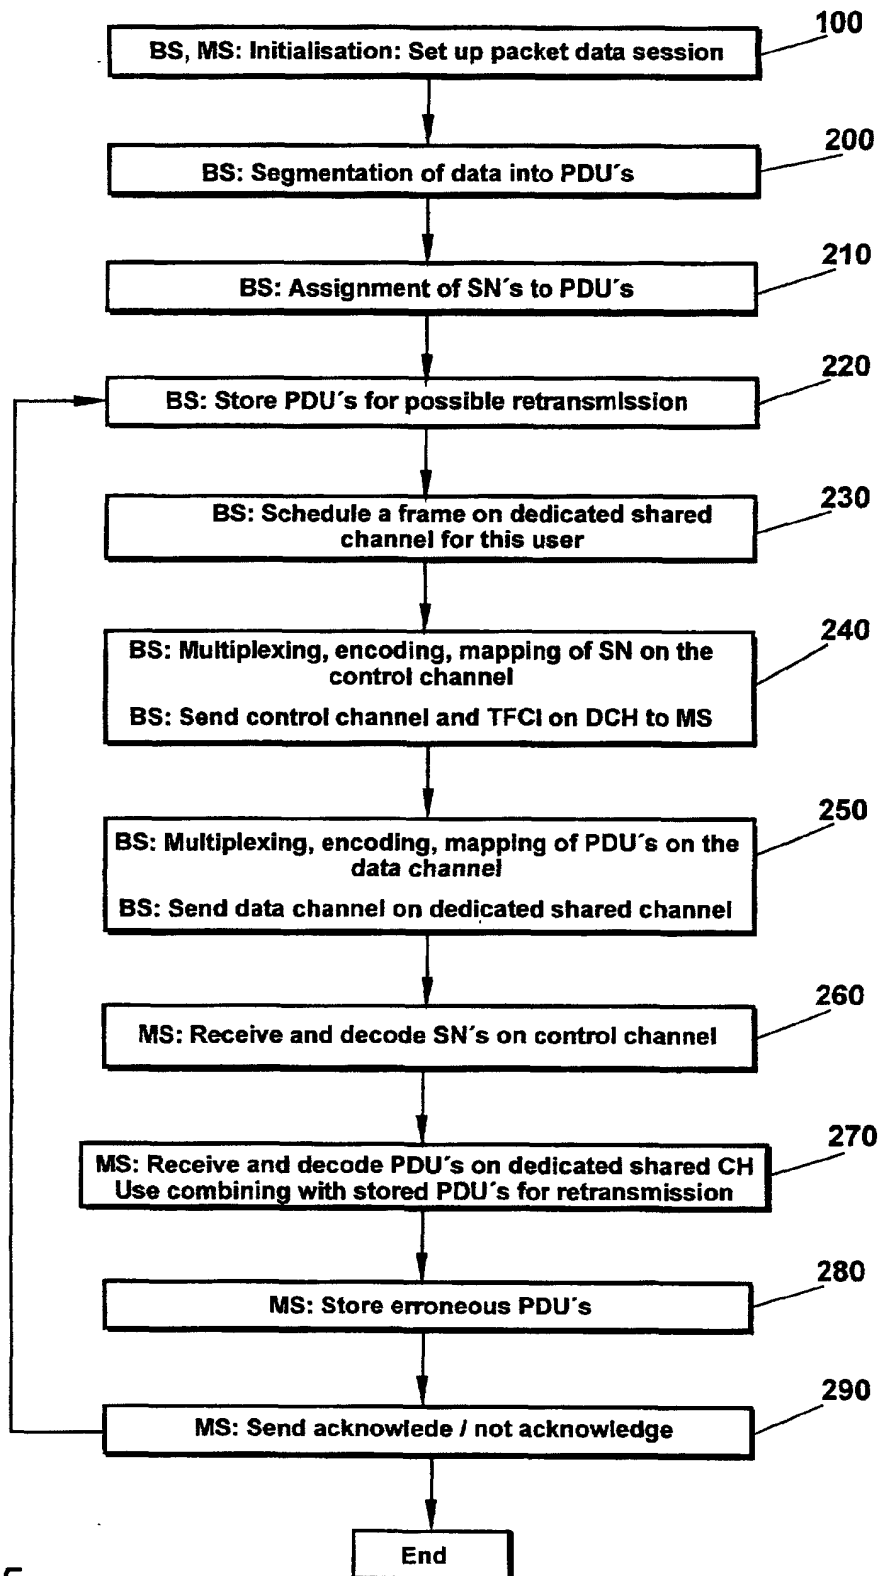 100
BS, MS: Initialisation: Set up packet data session
200
BS: Segmentation of data into PDU´s
210
BS: Assignment of SN´s to PDU´s
220
BS: Store PDU´s for possible retransmission
230
BS: Schedule a frame on dedicated shared
channel for this user
240
BS: Multiplexing, encoding, mapping of SN on the
control channel
BS: Send control channel and TFCI on DCH to MS
250
BS: Multiplexing, encoding, mapping of PDU´s on the
data channel
BS: Send data channel on dedicated shared channel
260
MS: Receive and decode SN´s on control channel
270
MS: Receive and decode PDU´s on dedicated shared CH
Use combining with stored PDU´s for retransmission
280
MS: Store erroneous PDU´s
290
MS: Send acknowlede / not acknowledge
End